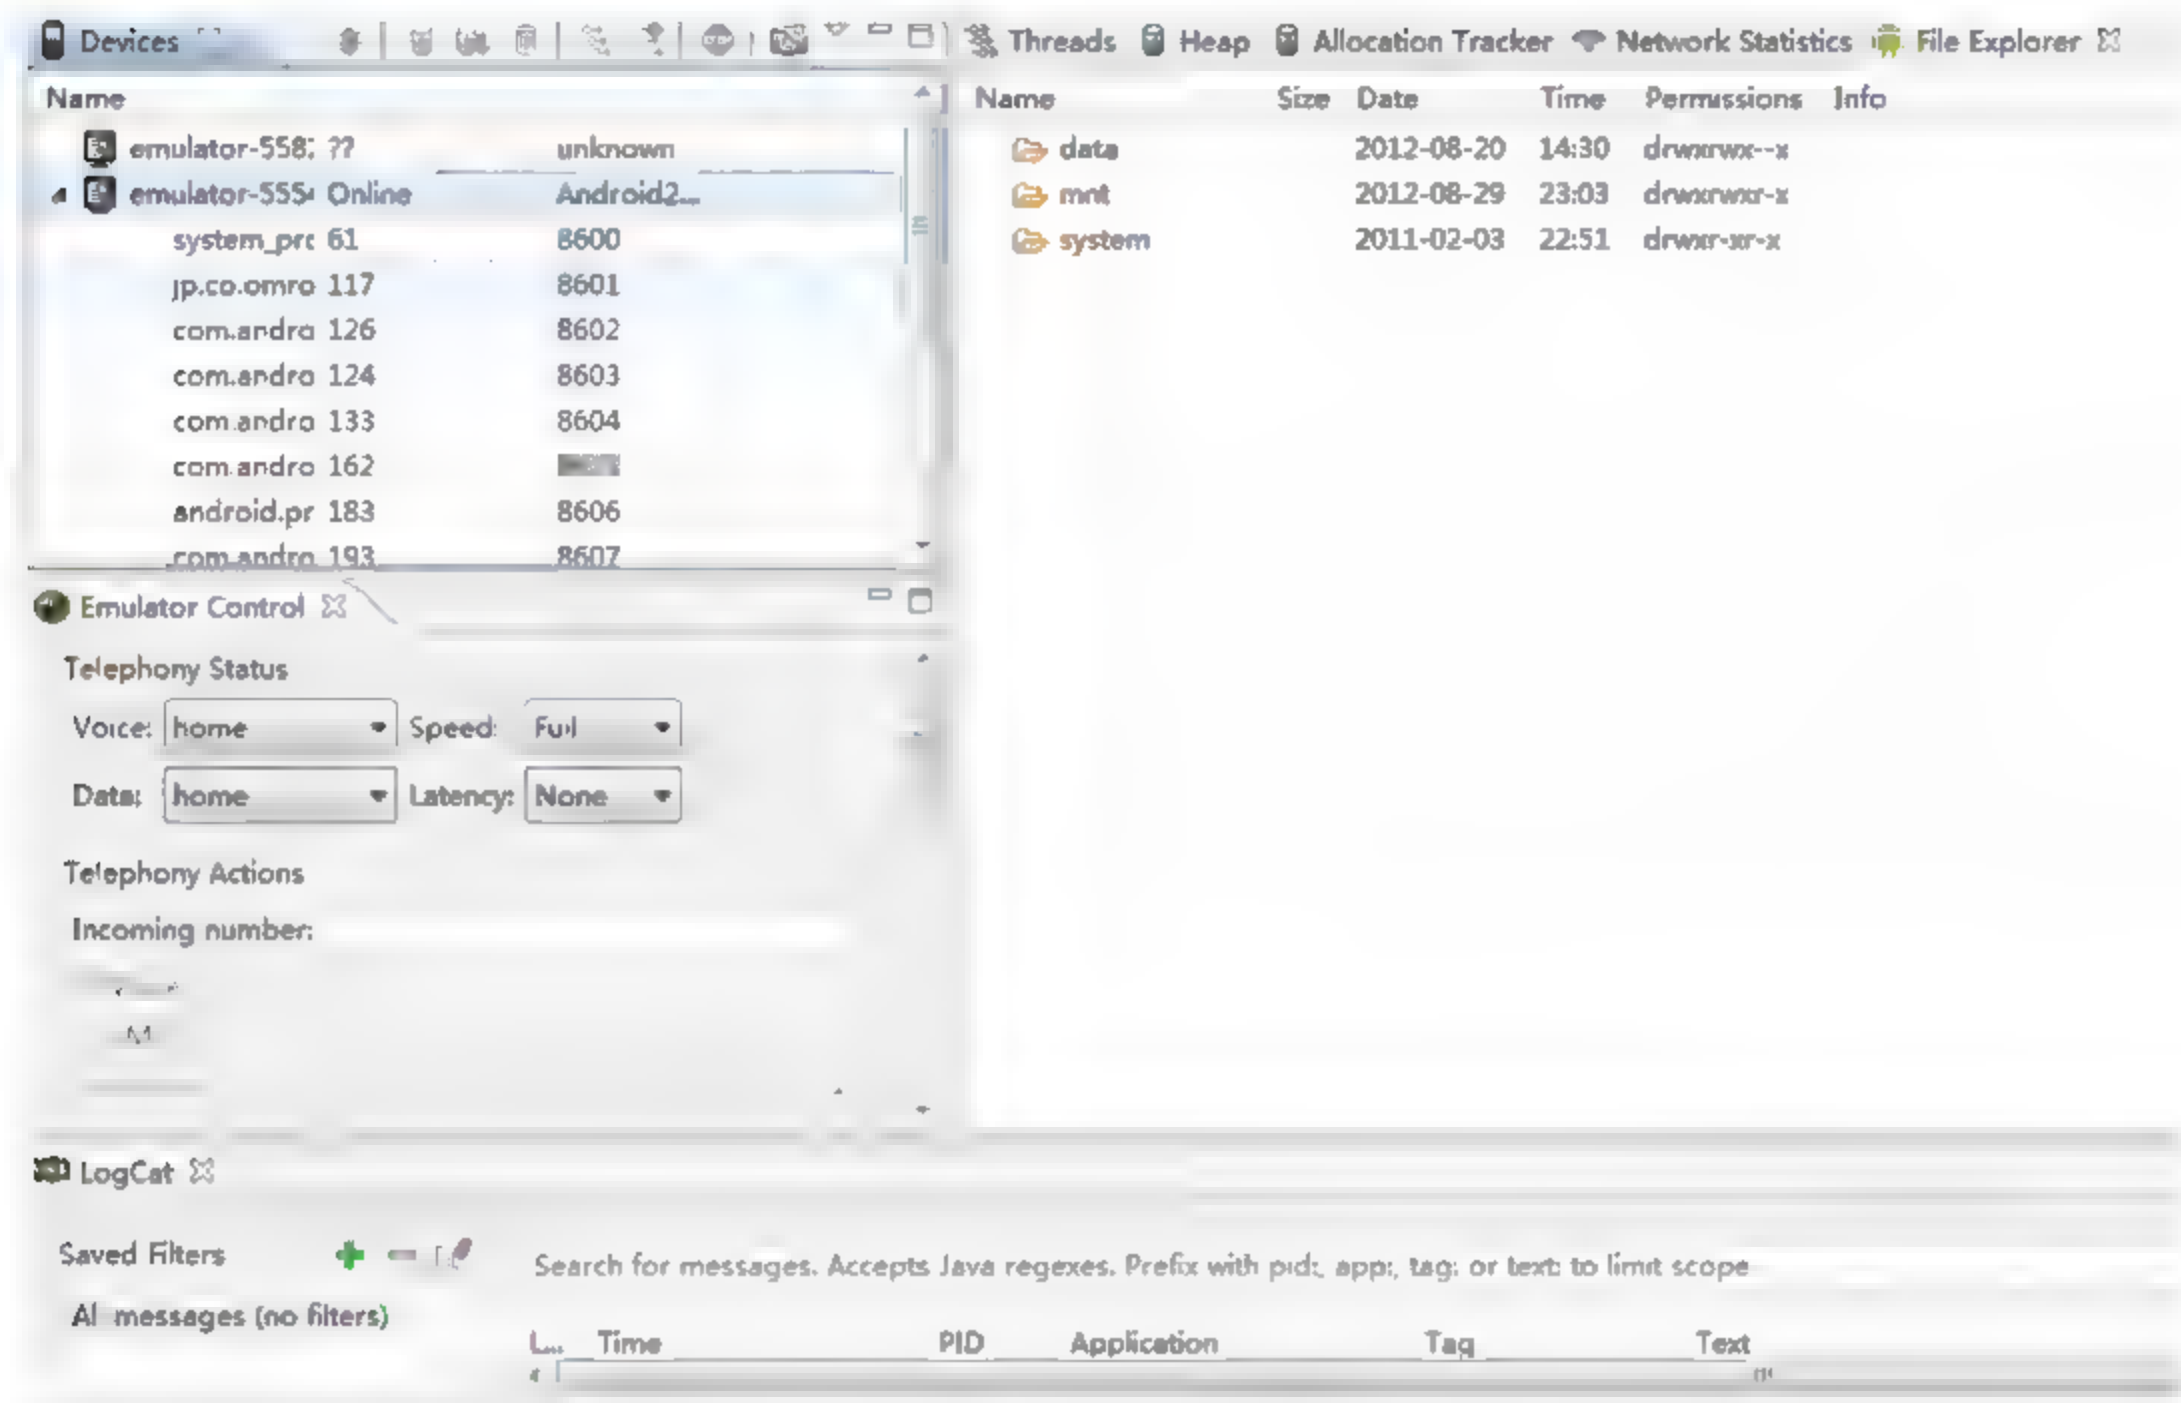 Devices
Threads Heap Allocation Tracker Network Statistics File Explorer
Name
Name Size Date Time Permissions Info
emulator-558 ?? unknown
data 2012-08-20 14:30 drwxrwx--x
emulator-555 Online Android2...
mnt 2012-08-29 23:03 drwxrwxr-x
system_pro 61 8600
system 2011-02-03 22:51 drwxr-xr-x
jp.co.omro 117 8601
com.andro 126 8602
com.andro 124 8603
com.andro 133 8604
com.andro 162
android.pr 183 8606
com.andro 193 8607
Emulator Control
Telephony Status
Voice: home Speed: Full
Data: home Latency: None
Telephony Actions
Incoming number:
LogCat
Saved Filters
Search for messages. Accepts Java regexes. Prefix with pid:, app:, tag: or text: to limit scope
All messages (no filters)
L... Time PID Application Tag Text